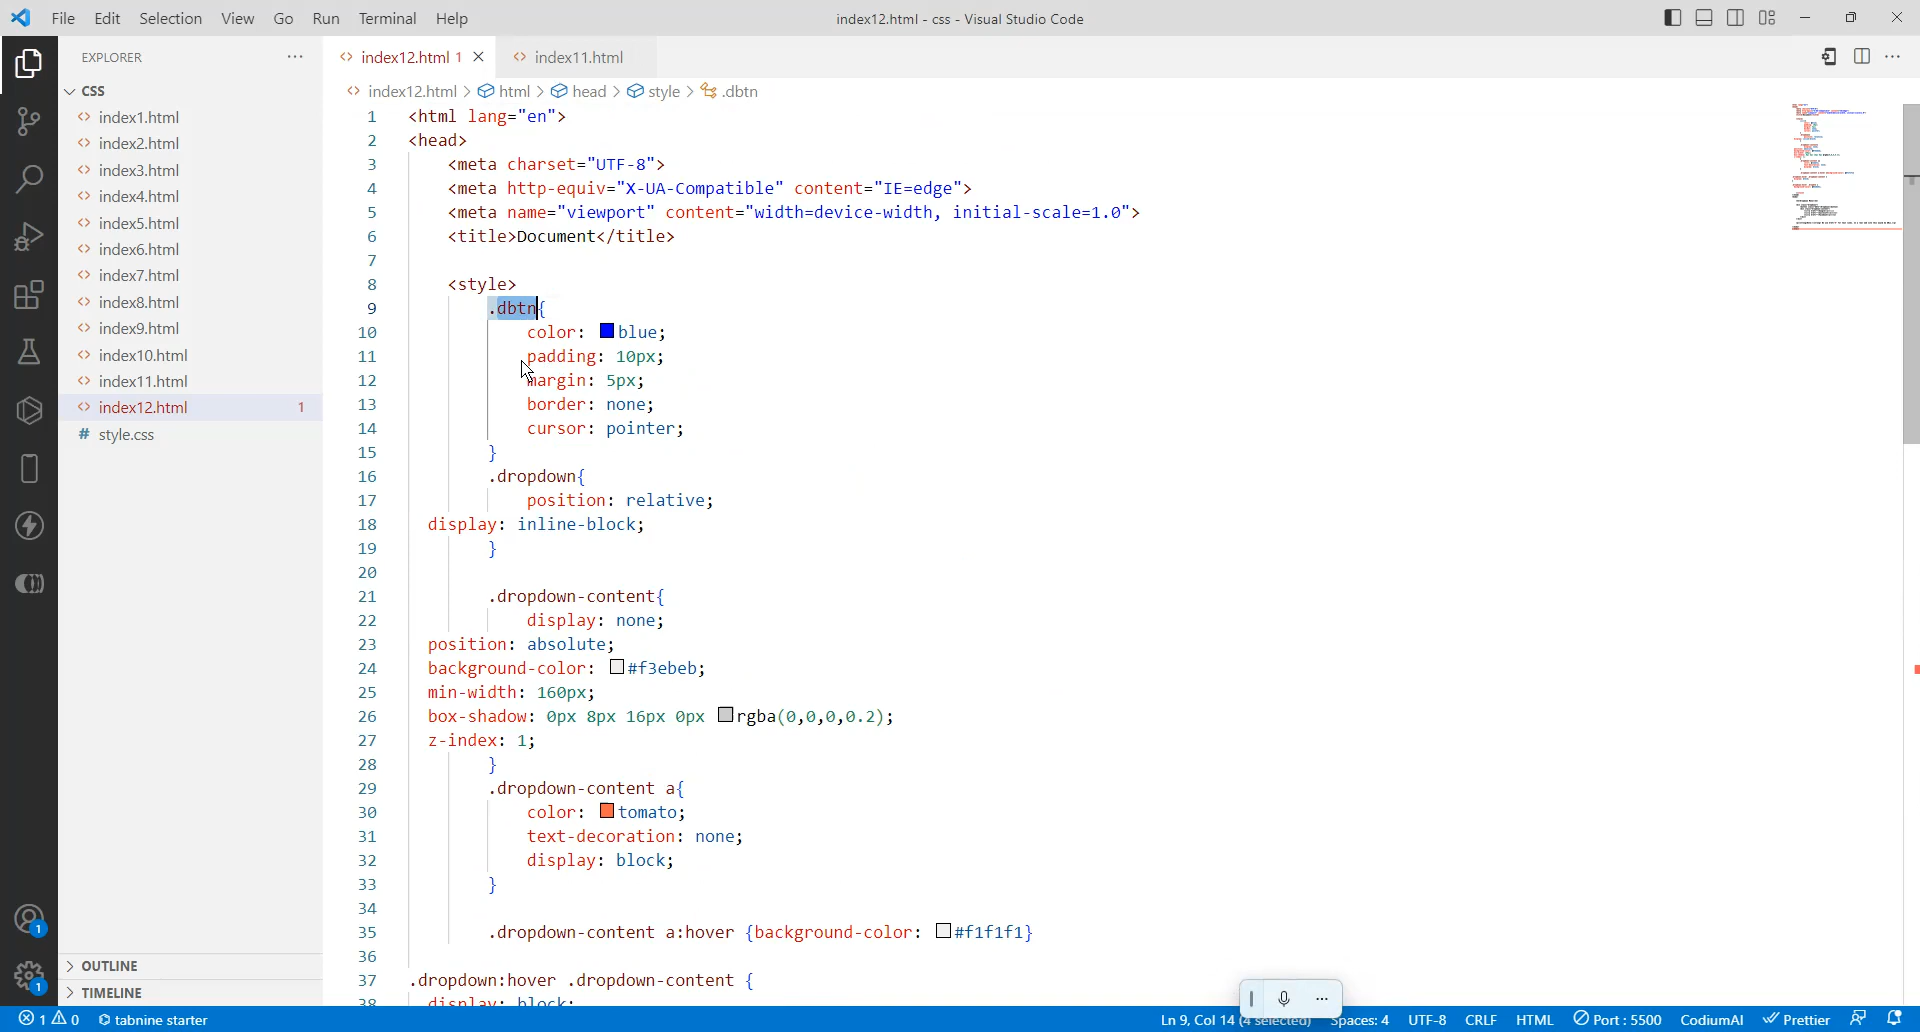 File Edit Selection View Go Run Terminal Help
index12.html - css - Visual Studio Code
EXPLORER
index12.html 1
index11.html
CSS
index12.html > html > head > style > .dbtn
index1.html
index2.html
index3.html
index4.html
index5.html
index6.html
index7.html
index8.html
index9.html
index10.html
index11.html
index12.html 1
# style.css
1 <html lang="en">
2 <head>
3 <meta charset="UTF-8">
4 <meta http-equiv="X-UA-Compatible" content="IE=edge">
5 <meta name="viewport" content="width=device-width, initial-scale=1.0">
6 <title>Document</title>
7
8 <style>
9 .dbtn{
10 color: blue;
11 padding: 10px;
12 margin: 5px;
13 border: none;
14 cursor: pointer;
15 }
16 .dropdown{
17 position: relative;
18 display: inline-block;
19 }
20
21 .dropdown-content{
22 display: none;
23 position: absolute;
24 background-color: #f3ebeb;
25 min-width: 160px;
26 box-shadow: 0px 8px 16px 0px rgba(0,0,0,0.2);
27 z-index: 1;
28 }
29 .dropdown-content a{
30 color: tomato;
31 text-decoration: none;
32 display: block;
33 }
34
35 .dropdown-content a:hover {background-color: #f1f1f1}
36
37 .dropdown:hover .dropdown-content {
38 display: block;
OUTLINE
TIMELINE
1
1
1 0 tabnine starter
Ln 9, Col 14 (4 selected) Spaces: 4 UTF-8 CRLF HTML Port : 5500 CodiumAI Prettier